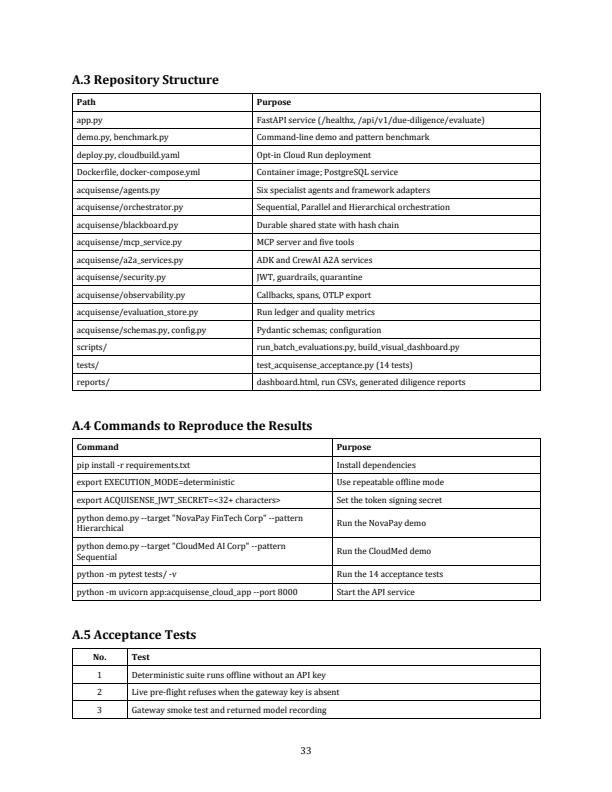 A.3 Repository Structure
Path Purpose
app.py FastAPI service (/healthz, /api/v1/due-diligence/evaluate)
demo.py, benchmark.py Command-line demo and pattern benchmark
deploy.py, cloudbuild.yaml Opt-in Cloud Run deployment
Dockerfile, docker-compose.yml Container image; PostgreSQL service
acquisense/agents.py Six specialist agents and framework adapters
acquisense/orchestrator.py Sequential, Parallel and Hierarchical orchestration
acquisense/blackboard.py Durable shared state with hash chain
acquisense/mcp_service.py MCP server and five tools
acquisense/a2a_services.py ADK and CrewAI A2A services
acquisense/security.py JWT, guardrails, quarantine
acquisense/observability.py Callbacks, spans, OTLP export
acquisense/evaluation_store.py Run ledger and quality metrics
acquisense/schemas.py, config.py Pydantic schemas; configuration
scripts/ run_batch_evaluations.py, build_visual_dashboard.py
tests/ test_acquisense_acceptance.py (14 tests)
reports/ dashboard.html, run CSVs, generated diligence reports
A.4 Commands to Reproduce the Results
Command Purpose
pip install -r requirements.txt Install dependencies
export EXECUTION_MODE=deterministic Use repeatable offline mode
export ACQUISENSE_JWT_SECRET=<32+ characters> Set the token signing secret
python demo.py --target "NovaPay FinTech Corp" --pattern
Hierarchical Run the NovaPay demo
python demo.py --target "CloudMed AI Corp" --pattern
Sequential Run the CloudMed demo
python -m pytest tests/ -v Run the 14 acceptance tests
python -m uvicorn app:acquisense_cloud_app --port 8000 Start the API service
A.5 Acceptance Tests
No. Test
1 Deterministic suite runs offline without an API key
2 Live pre-flight refuses when the gateway key is absent
3 Gateway smoke test and returned model recording
33